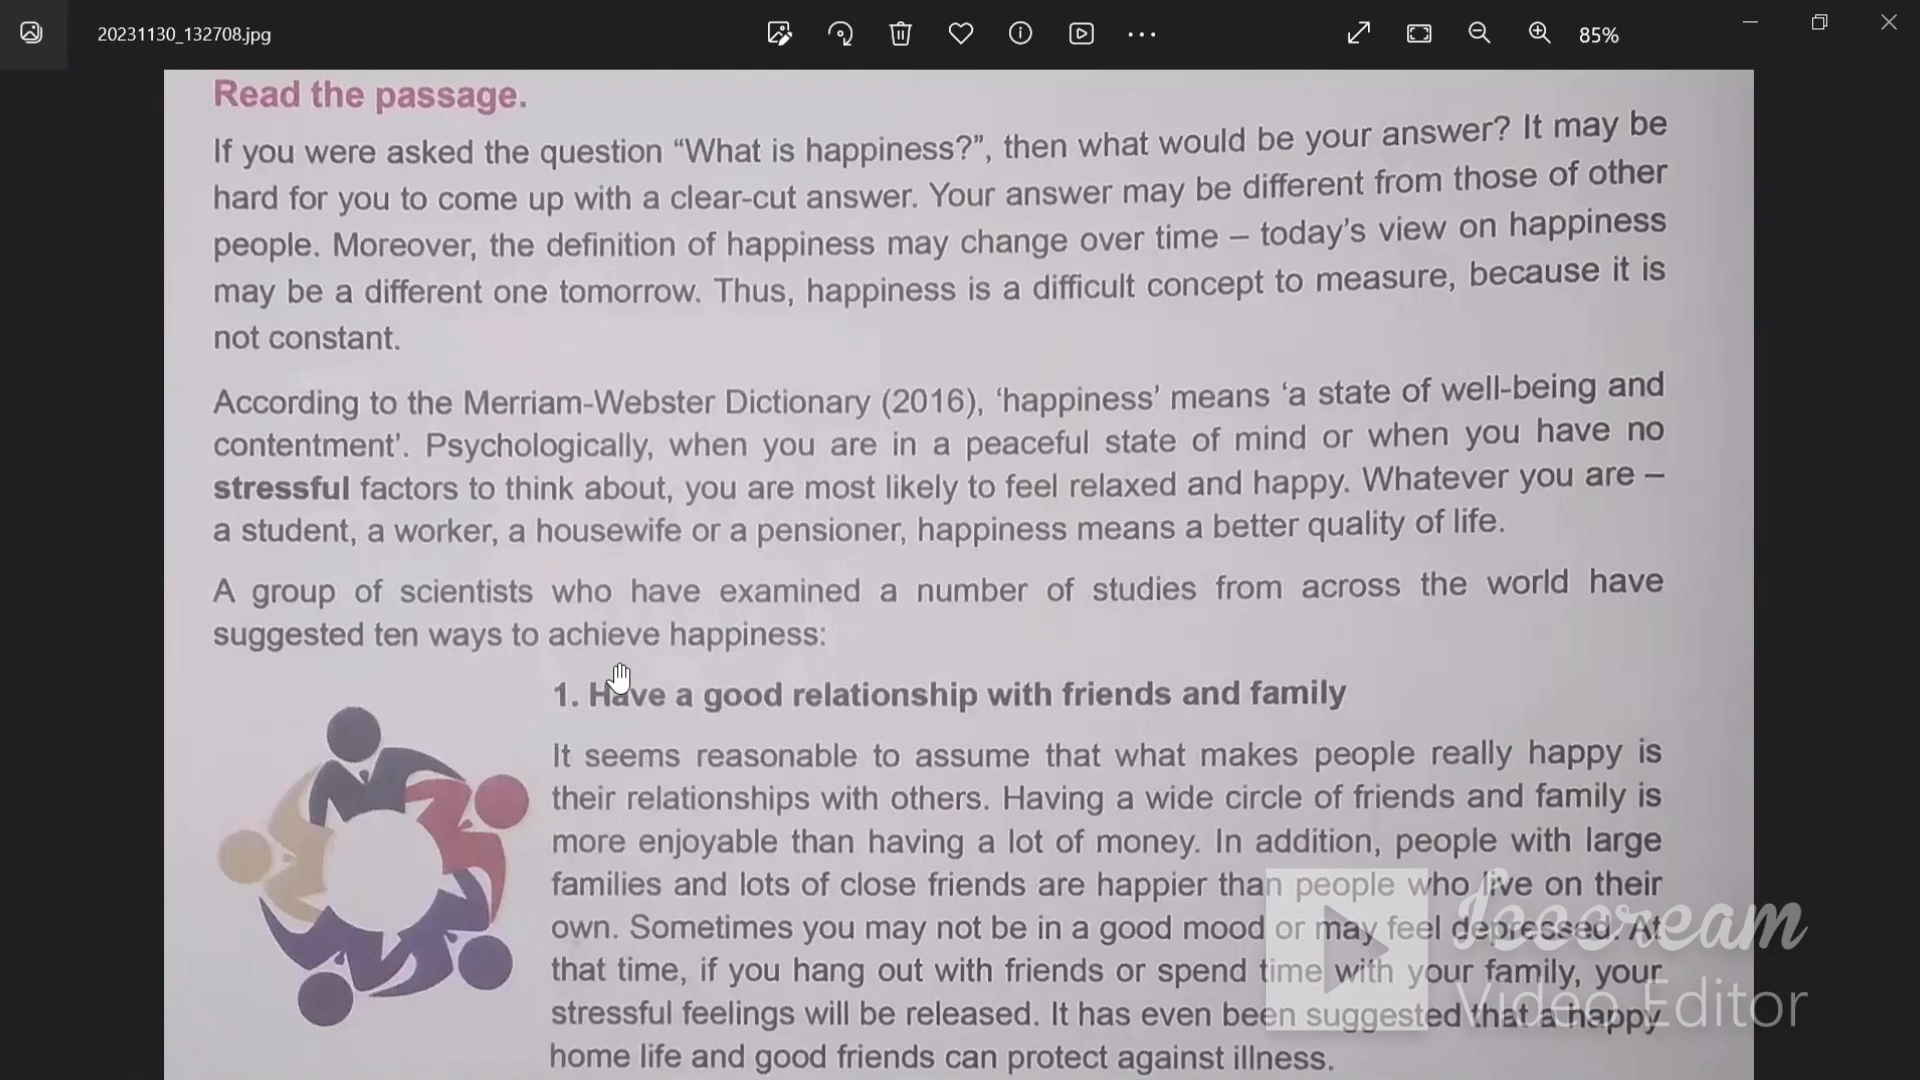 20231130_132708.jpg
85%
Read the passage.
If you were asked the question “What is happiness?”, then what would be your answer? It may be
hard for you to come up with a clear-cut answer. Your answer may be different from those of other
people. Moreover, the definition of happiness may change over time – today’s view on happiness
may be a different one tomorrow. Thus, happiness is a difficult concept to measure, because it is
not constant.
According to the Merriam-Webster Dictionary (2016), ‘happiness’ means ‘a state of well-being and
contentment’. Psychologically, when you are in a peaceful state of mind or when you have no
stressful factors to think about, you are most likely to feel relaxed and happy. Whatever you are –
a student, a worker, a housewife or a pensioner, happiness means a better quality of life.
A group of scientists who have examined a number of studies from across the world have
suggested ten ways to achieve happiness:
1. Have a good relationship with friends and family
It seems reasonable to assume that what makes people really happy is
their relationships with others. Having a wide circle of friends and family is
more enjoyable than having a lot of money. In addition, people with large
families and lots of close friends are happier than people who live on their
own. Sometimes you may not be in a good mood or may feel depressed. At
that time, if you hang out with friends or spend time with your family, your
stressful feelings will be released. It has even been suggested that a happy
home life and good friends can protect against illness.
Icecream
Video Editor